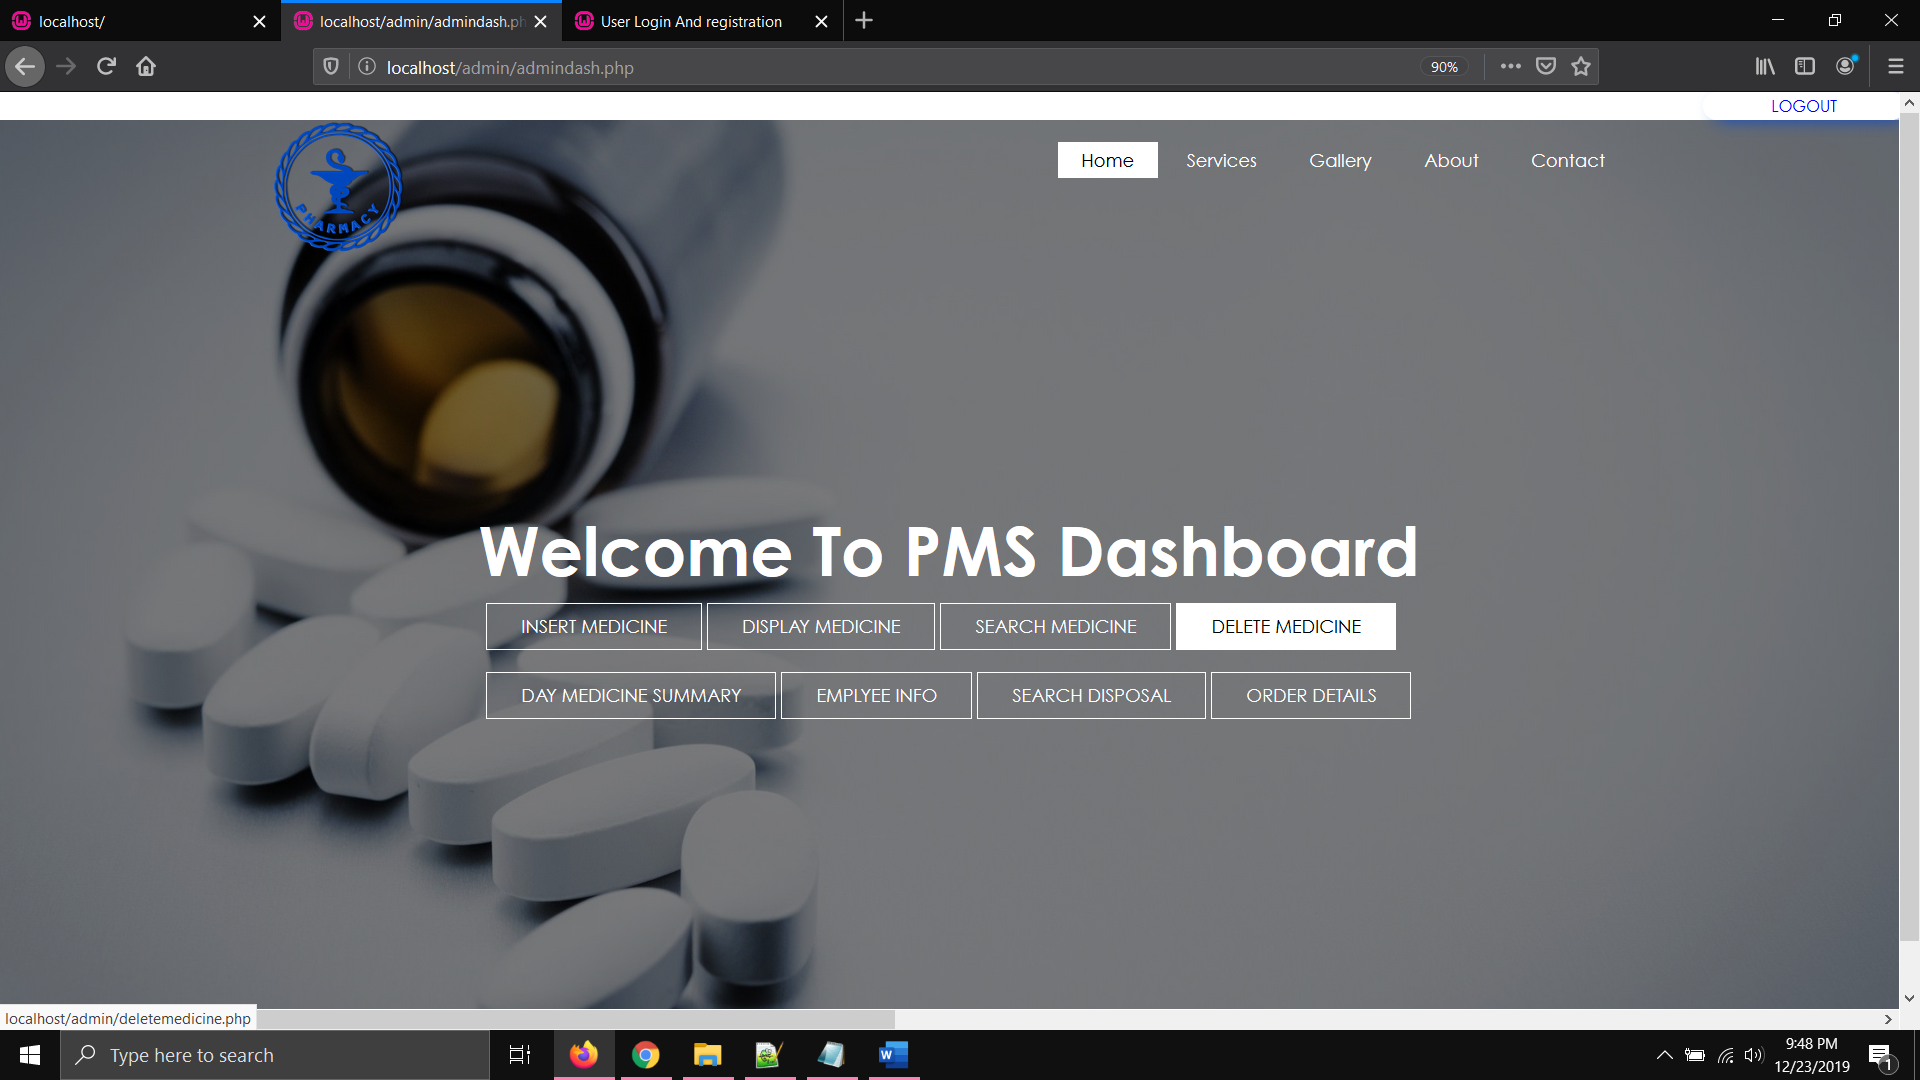 localhost/
localhost/admin/admindash.ph
User Login And registration
localhost/admin/admindash.php
90%
LOGOUT
PHARMACY
Home
Services
Gallery
About
Contact
Welcome To PMS Dashboard
INSERT MEDICINE
DISPLAY MEDICINE
SEARCH MEDICINE
DELETE MEDICINE
DAY MEDICINE SUMMARY
EMPLYEE INFO
SEARCH DISPOSAL
ORDER DETAILS
localhost/admin/deletemedicine.php
Type here to search
W
9:48 PM
12/23/2019
1